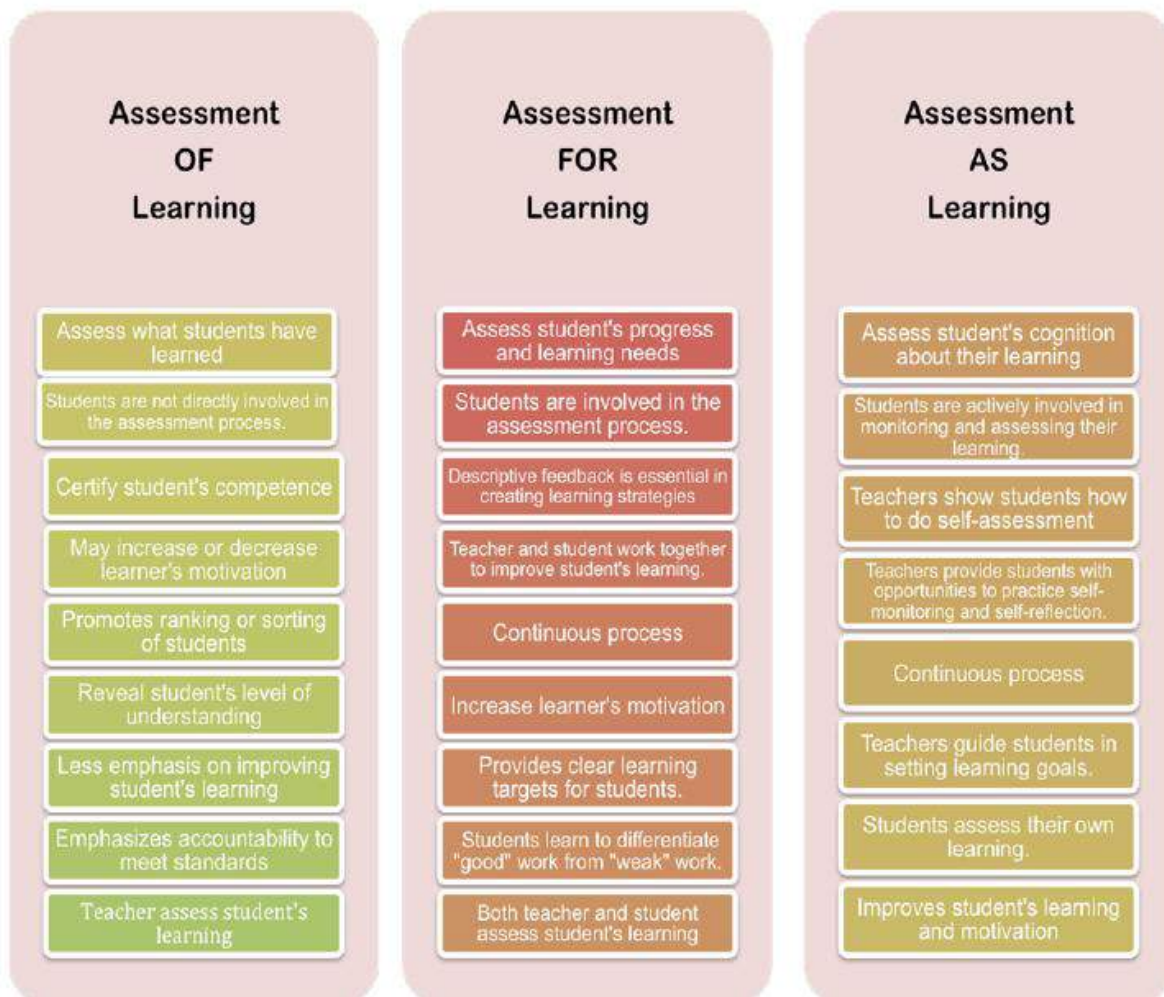 Assessment
OF
Learning
Assess what students have
learned
Students are not directly involved in
the assessment process.
Certify student's competence
May increase or decrease
learner's motivation
Promotes ranking or sorting
of students
Reveal student's level of
understanding
Less emphasis on improving
student's learning
Emphasizes accountability to
meet standards
Teacher assess student's
learning
Assessment
FOR
Learning
Assess student's progress
and learning needs
Students are involved in the
assessment process.
Descriptive feedback is essential in
creating learning strategies
Teacher and student work together
to improve student's learning.
Continuous process
Increase learner's motivation
Provides clear learning
targets for students.
Students learn to differentiate
"good" work from "weak" work.
Both teacher and student
assess student's learning
Assessment
AS
Learning
Assess student's cognition
about their learning
Students are actively involved in
monitoring and assessing their
learning.
Teachers show students how
to do self-assessment
Teachers provide students with
opportunities to practice self-
monitoring and self-reflection.
Continuous process
Teachers guide students in
setting learning goals.
Students assess their own
learning.
Improves student's learning
and motivation